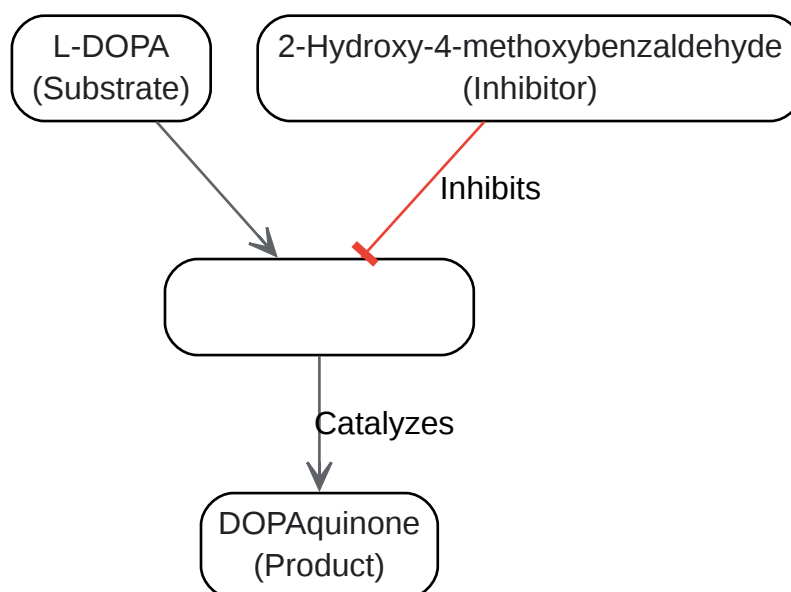 L-DOPA
(Substrate)
2-Hydroxy-4-methoxybenzaldehyde
(Inhibitor)
Inhibits
Catalyzes
DOPAquinone
(Product)